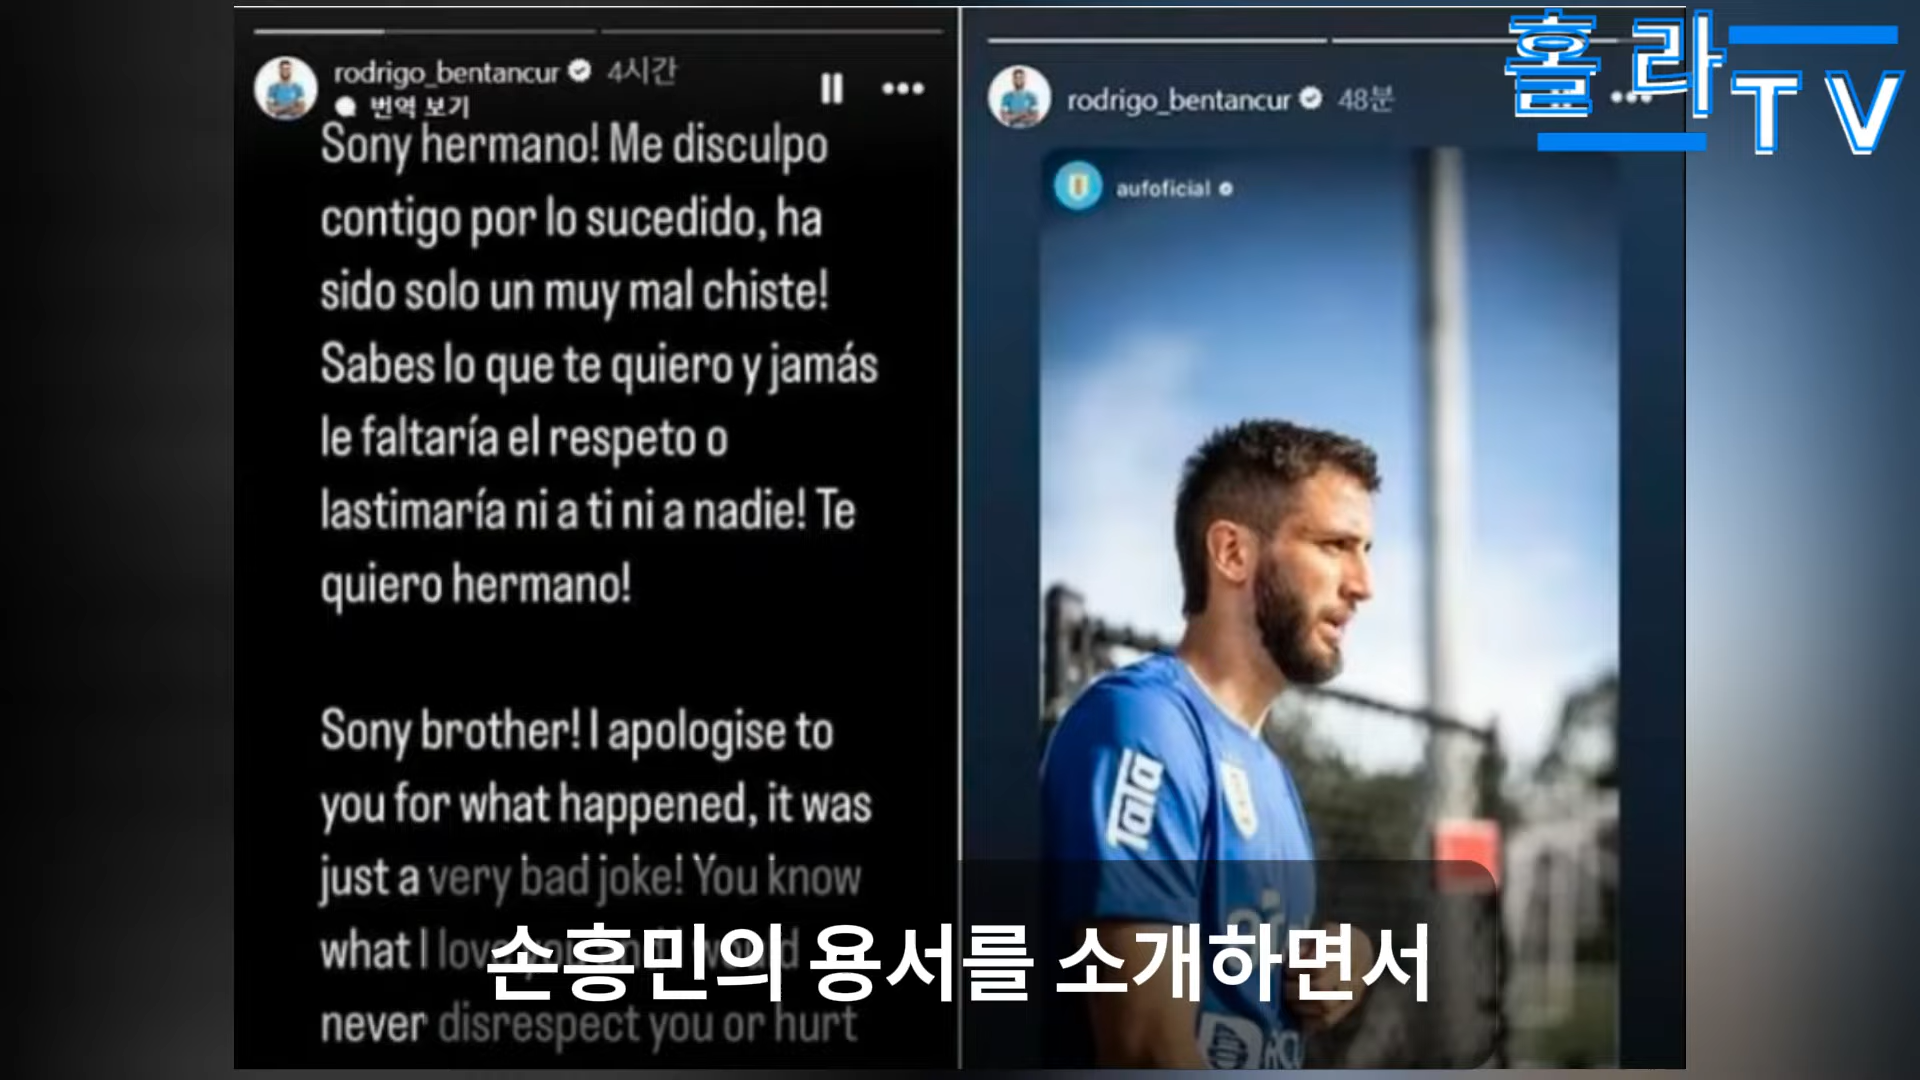 rodrigo_bentancur 4시간
번역 보기
Sony hermano! Me disculpo
contigo por lo sucedido, ha
sido solo un muy mal chiste!
Sabes lo que te quiero y jamás
le faltaría el respeto o
lastimaría ni a ti ni a nadie! Te
quiero hermano!
Sony brother! I apologise to
you for what happened, it was
just a very bad joke! You know
what I
never disrespect you or hurt
rodrigo_bentancur 48분
aufoficial
TaTa
홀라TV
손흥민의 용서를 소개하면서